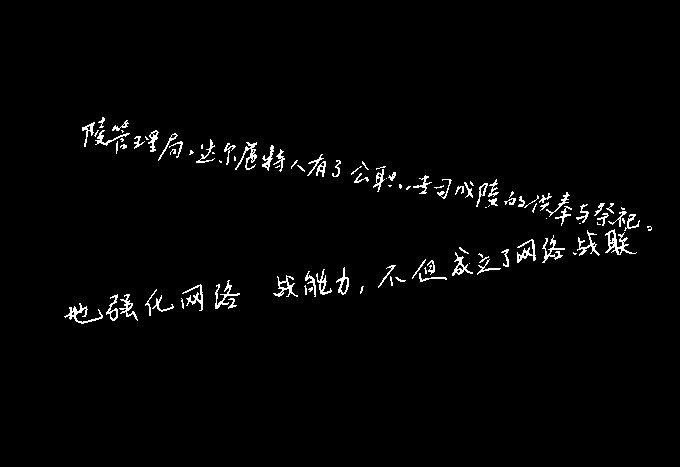 陵管理局,达尔扈特人有了公职,专司成陵的供奉与祭祀。
地强化网络 战能力,不但成立了网络战联